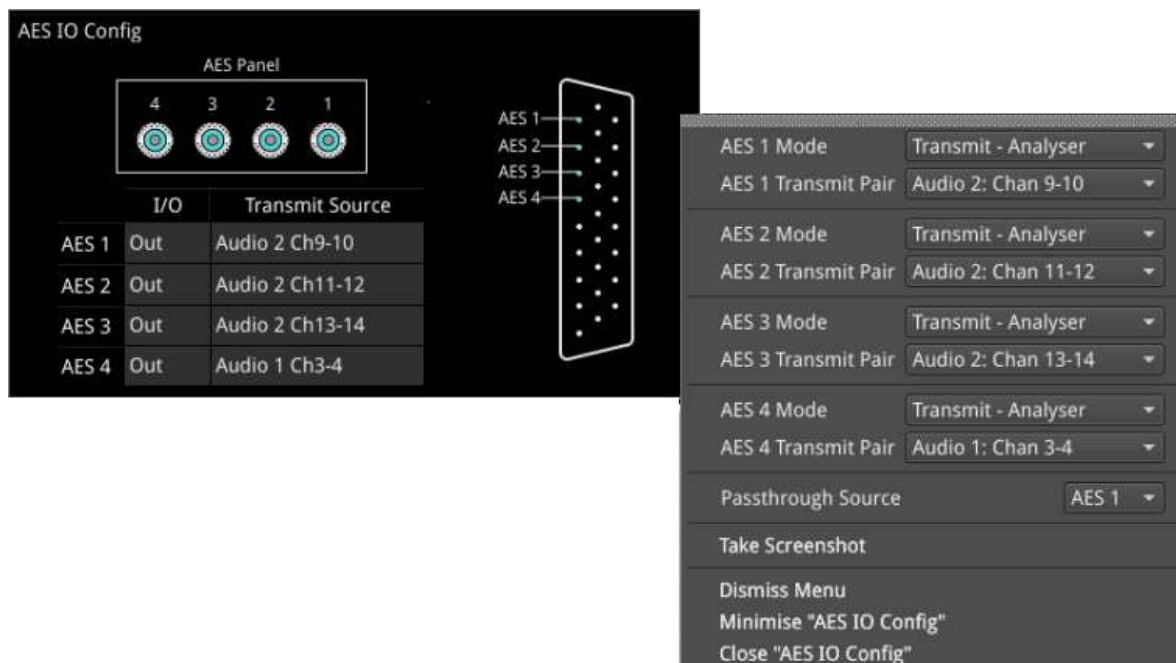 AES IO Config
AES Panel
4 3 2 1
I/O Transmit Source
AES 1 Out Audio 2 Ch9-10
AES 2 Out Audio 2 Ch11-12
AES 3 Out Audio 2 Ch13-14
AES 4 Out Audio 1 Ch3-4
AES 1
AES 2
AES 3
AES 4
AES 1 Mode Transmit - Analyser
AES 1 Transmit Pair Audio 2: Chan 9-10
AES 2 Mode Transmit - Analyser
AES 2 Transmit Pair Audio 2: Chan 11-12
AES 3 Mode Transmit - Analyser
AES 3 Transmit Pair Audio 2: Chan 13-14
AES 4 Mode Transmit - Analyser
AES 4 Transmit Pair Audio 1: Chan 3-4
Passthrough Source AES 1
Take Screenshot
Dismiss Menu
Minimise "AES IO Config"
Close "AES IO Config"